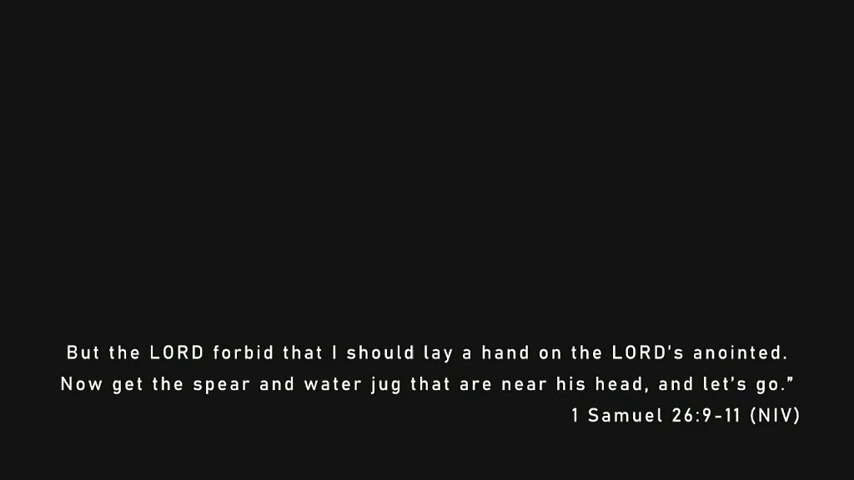 But the LORD forbid that I should lay a hand on the LORD’s anointed.
Now get the spear and water jug that are near his head, and let’s go.”
1 Samuel 26:9-11 (NIV)